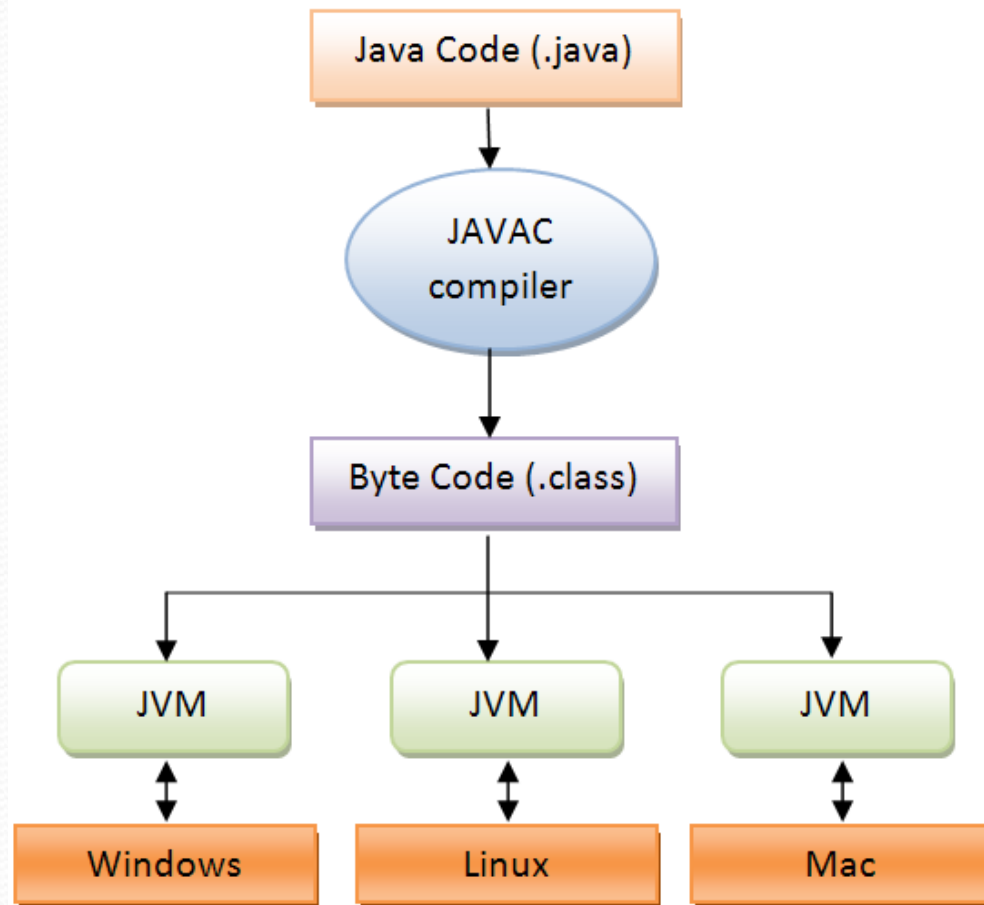 Java Code (.java)
JAVAC
compiler
Byte Code (.class)
JVM
JVM
JVM
Windows
Linux
Mac